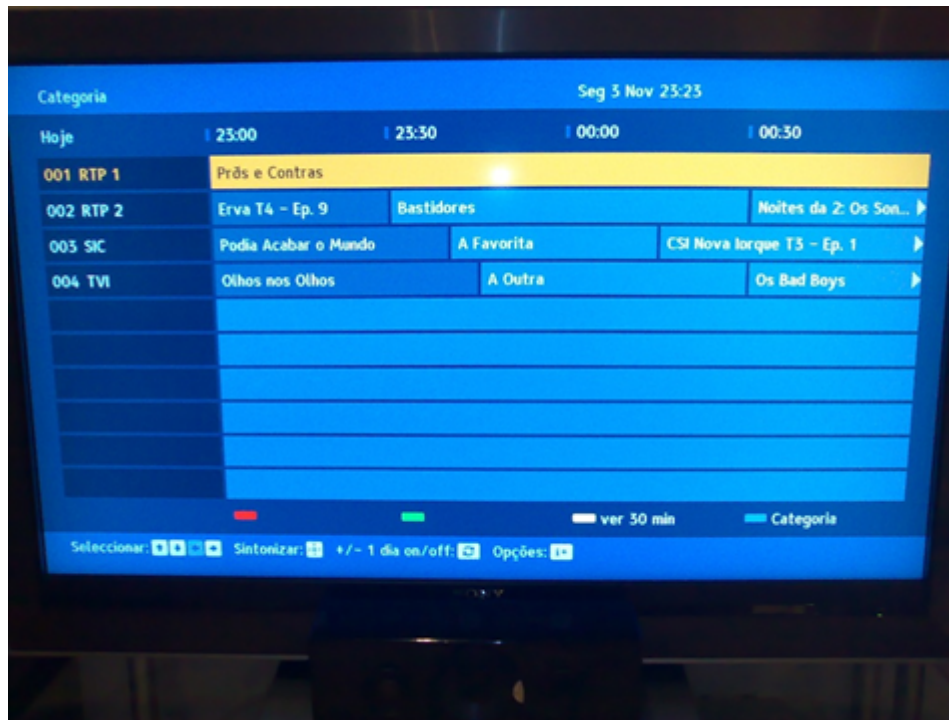 Categoria Seg 3 Nov 23:23
Hoje 23:00 23:30 00:00 00:30
001 RTP 1 Prós e Contras
002 RTP 2 Erva T4 - Ep. 9 Bastidores Noites da 2: Os Son...
003 SIC Podia Acabar o Mundo A Favorita CSI Nova Iorque T3 - Ep. 1
004 TVI Olhos nos Olhos A Outra Os Bad Boys
ver 30 min Categoria
Seleccionar: Sintonizar: +/- 1 dia on/off: Opções: i+
SONY